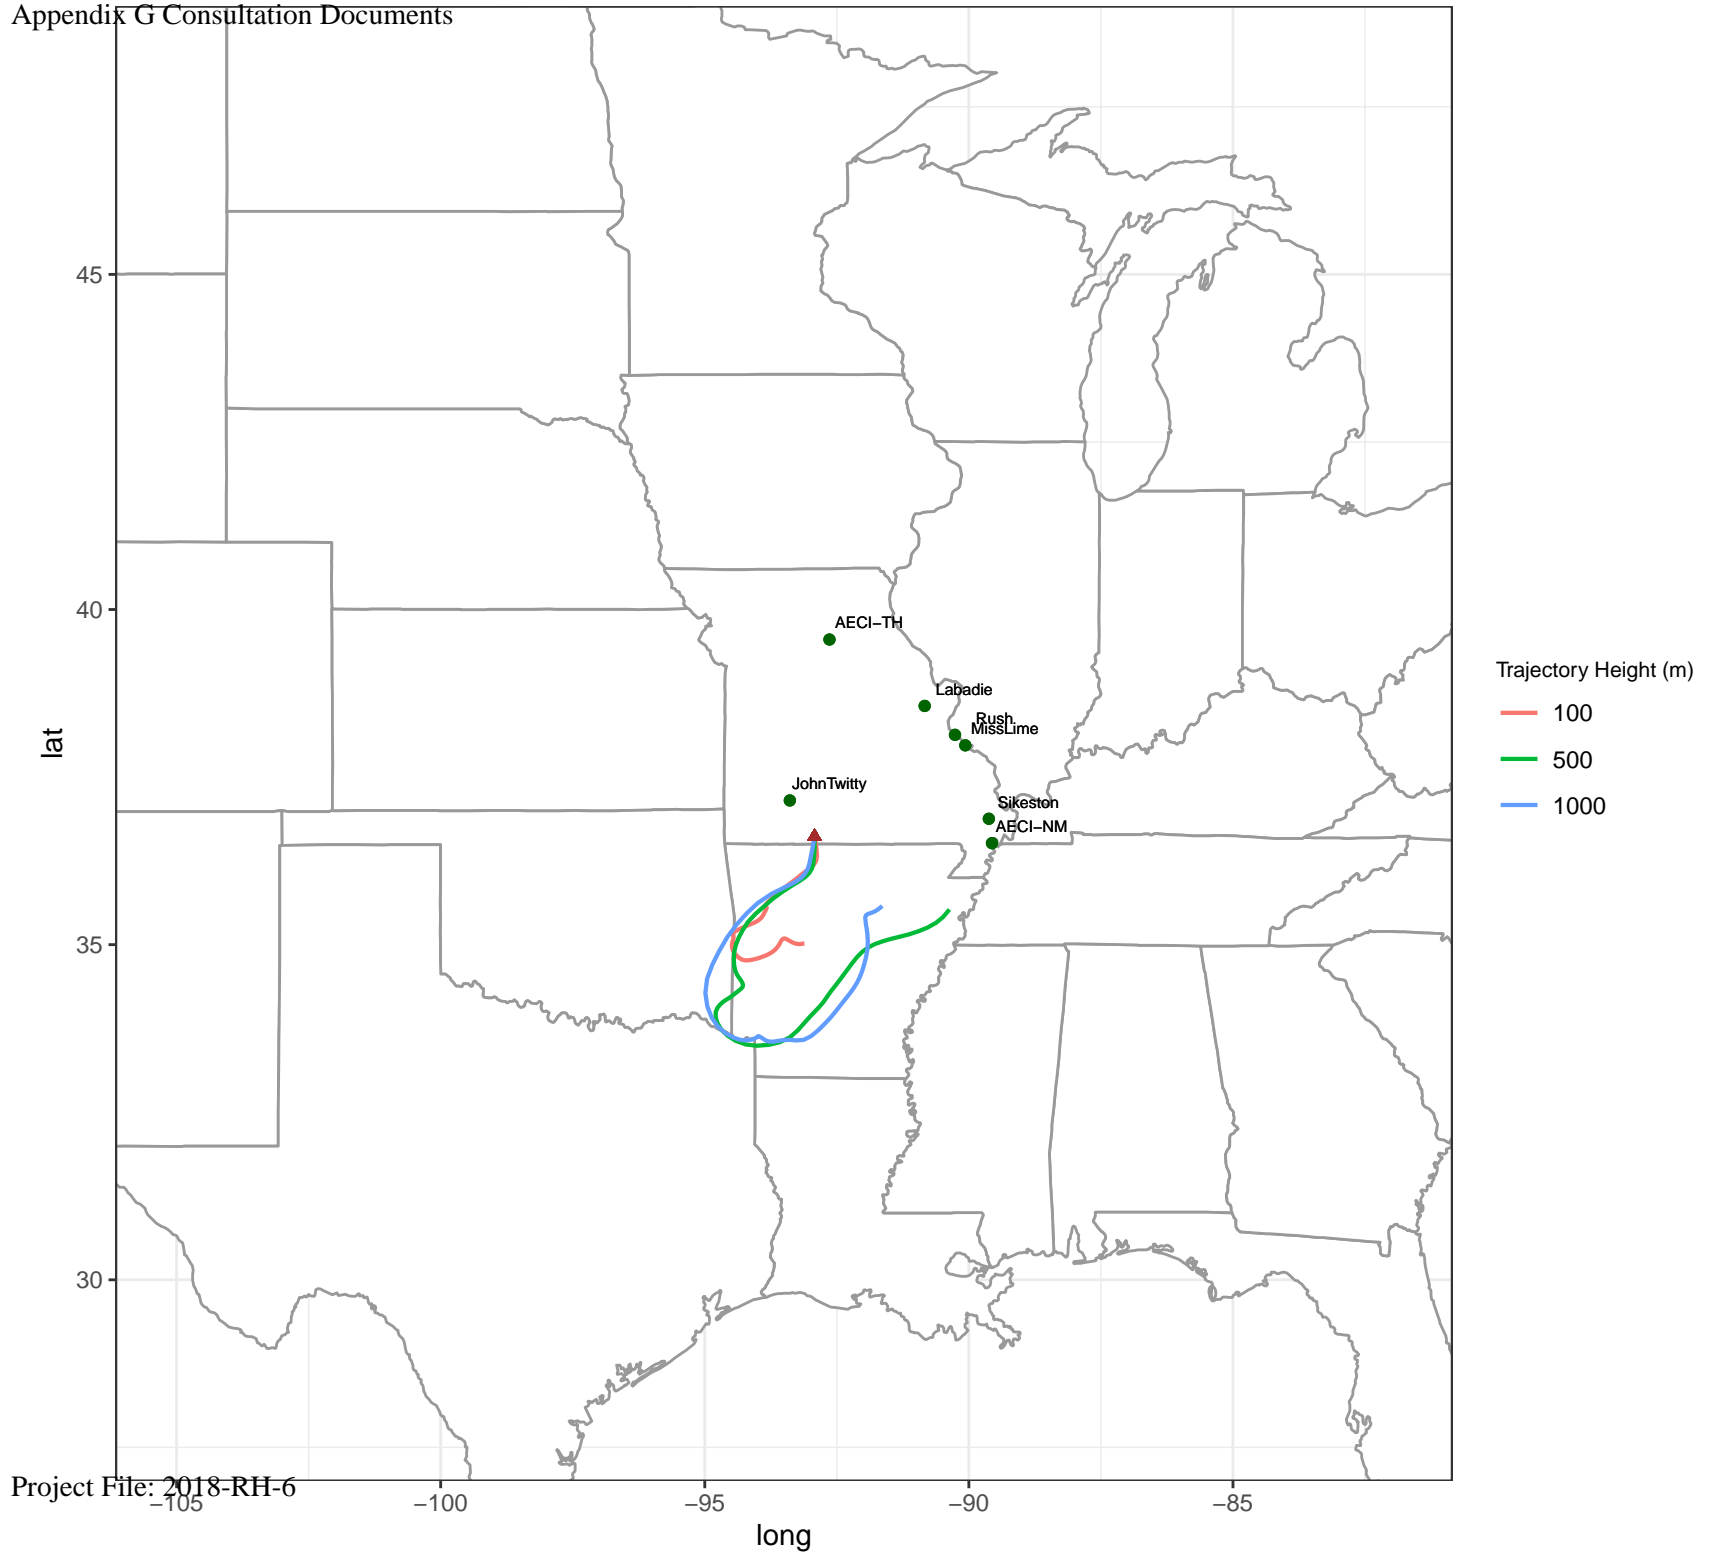 Appendix G Consultation Documents
45
40
35
30
lat
AECI−TH
Labadie
Rush
MissLime
JohnTwitty
Sikeston
AECI−NM
Trajectory Height (m)
100
500
1000
Project File: 2018-RH-6
−105
−100
−95
−90
−85
long